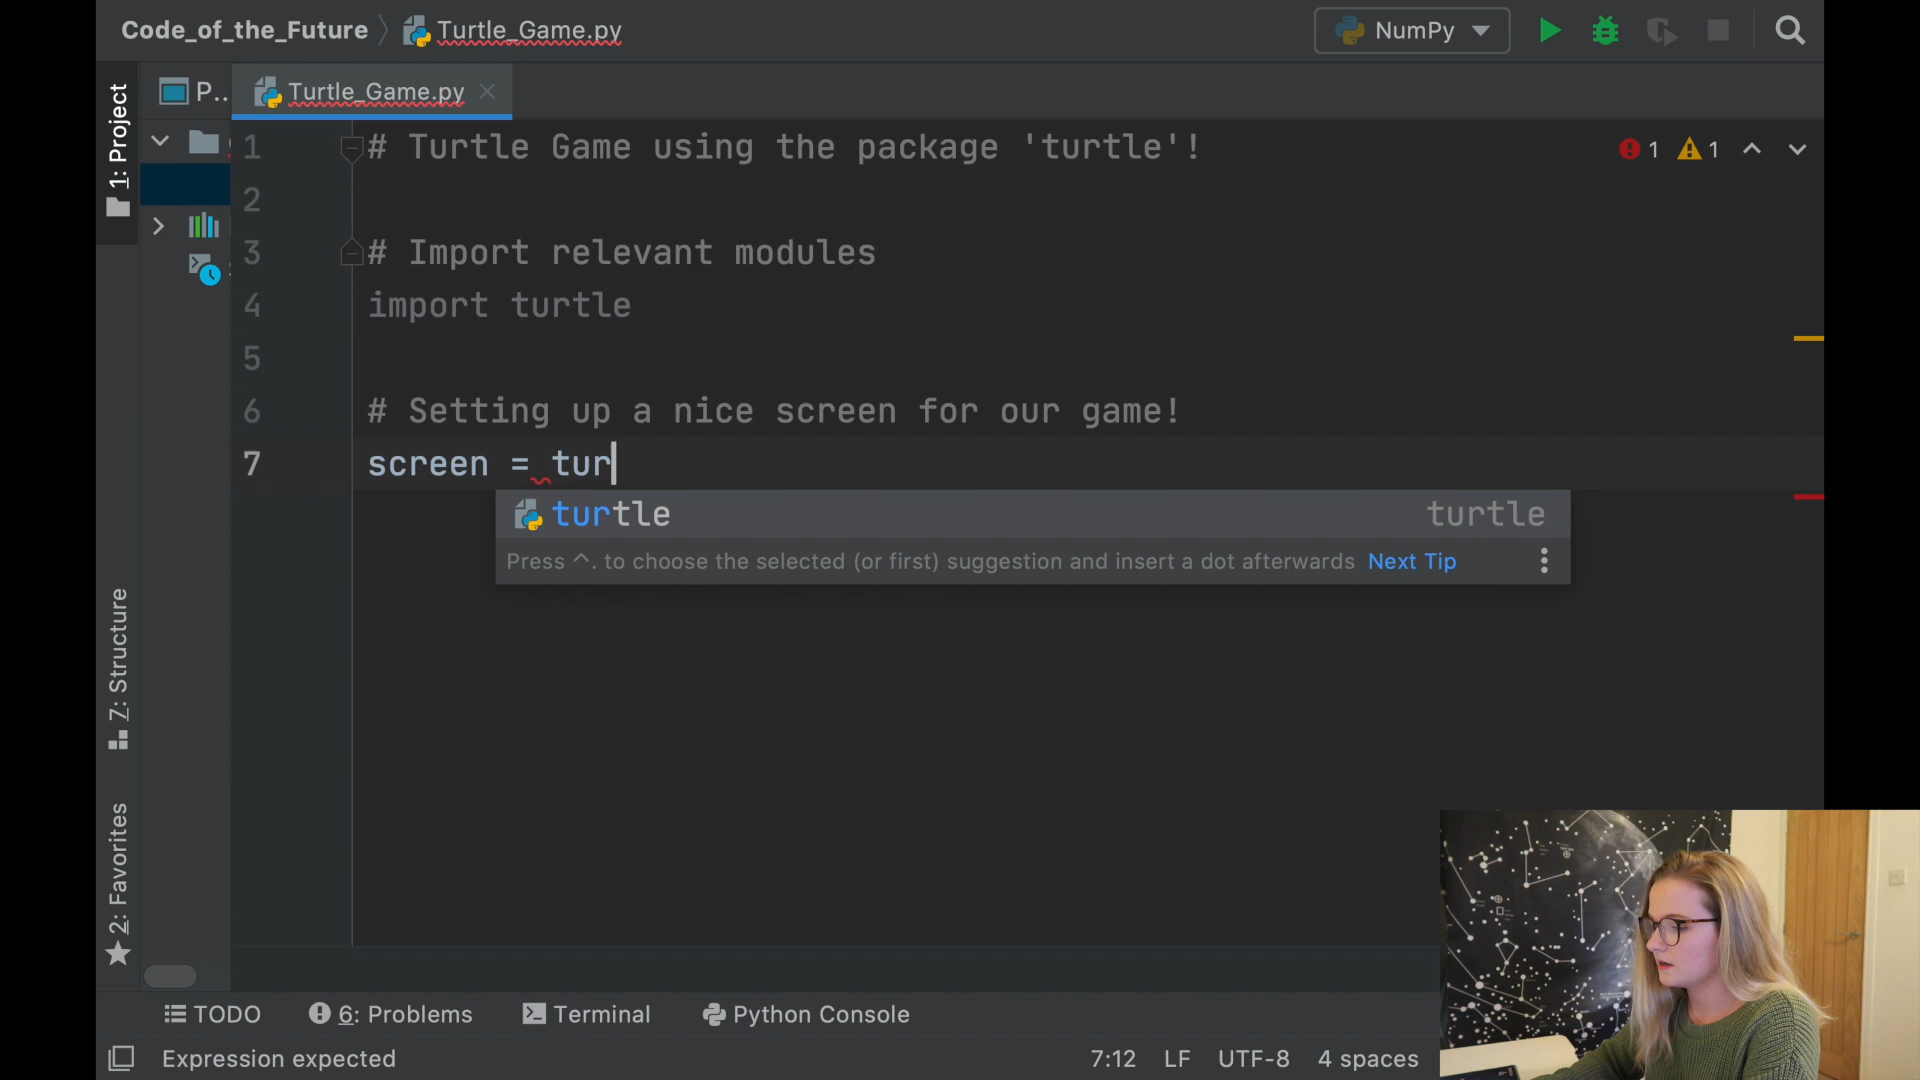 Code_of_the_Future
Turtle_Game.py
NumPy
1: Project
P..
Turtle_Game.py
1 # Turtle Game using the package 'turtle'!
1 1
2
3 # Import relevant modules
4 import turtle
5
6 # Setting up a nice screen for our game!
7 screen = tur
turtle turtle
Press ^. to choose the selected (or first) suggestion and insert a dot afterwards Next Tip
7: Structure
2: Favorites
TODO
6: Problems
Terminal
Python Console
Expression expected
7:12 LF UTF-8 4 spaces